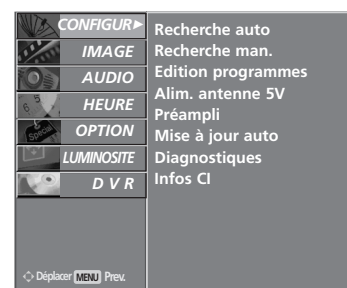 CONFIGUR►
IMAGE
AUDIO
HEURE
OPTION
LUMINOSITE
D V R
Recherche auto
Recherche man.
Edition programmes
Alim. antenne 5V
Préampli
Mise à jour auto
Diagnostiques
Infos CI
Déplacer MENU Prev.